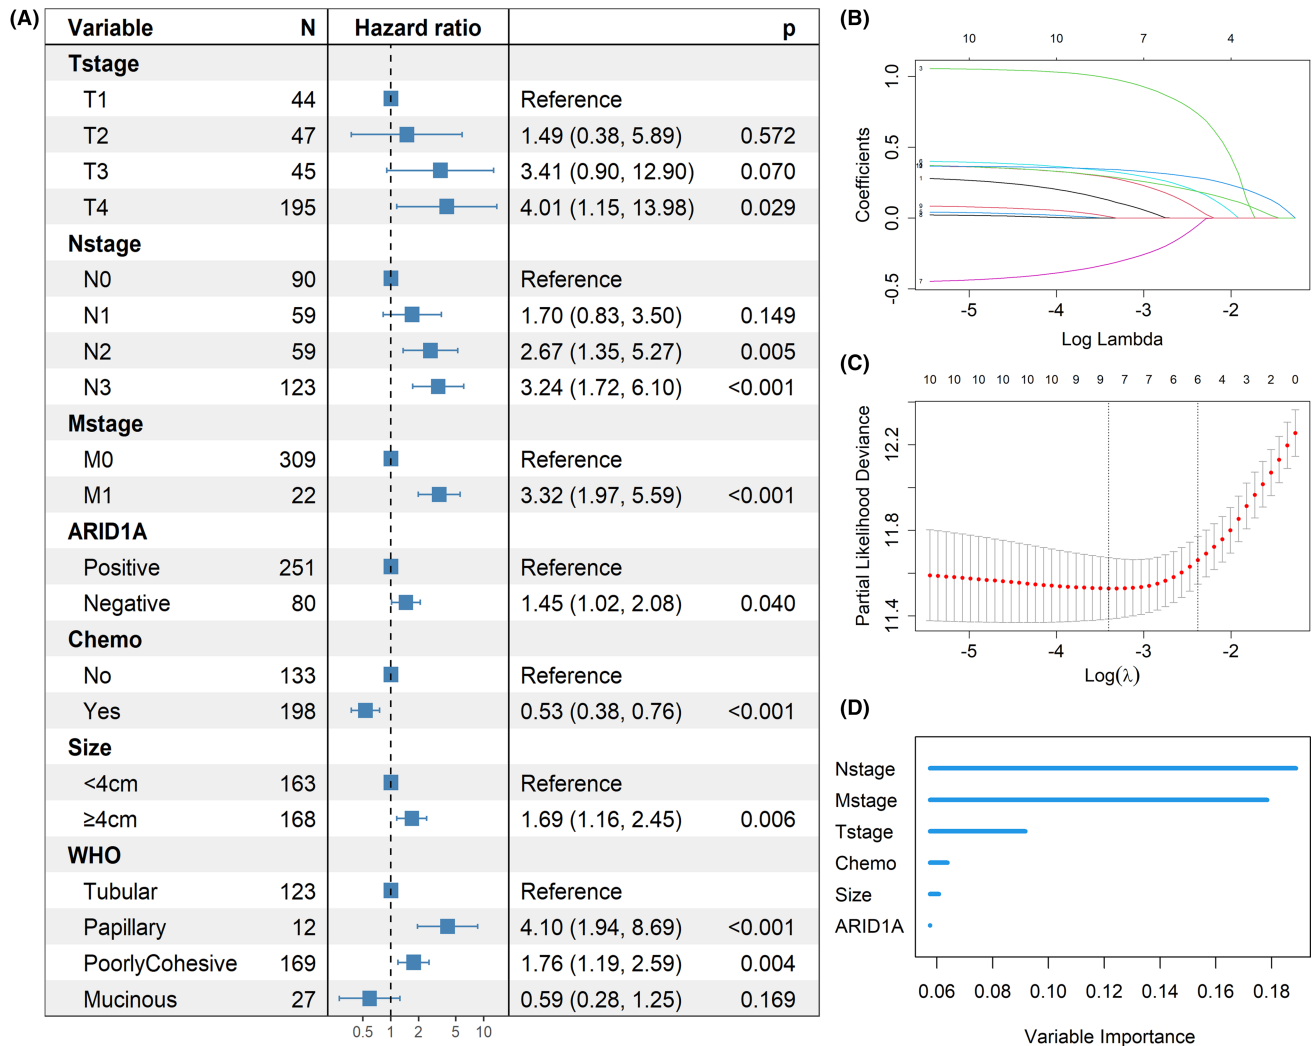 (A)
Variable N Hazard ratio p
Tstage
T1 44 Reference
T2 47 1.49 (0.38, 5.89) 0.572
T3 45 3.41 (0.90, 12.90) 0.070
T4 195 4.01 (1.15, 13.98) 0.029
Nstage
N0 90 Reference
N1 59 1.70 (0.83, 3.50) 0.149
N2 59 2.67 (1.35, 5.27) 0.005
N3 123 3.24 (1.72, 6.10) <0.001
Mstage
M0 309 Reference
M1 22 3.32 (1.97, 5.59) <0.001
ARID1A
Positive 251 Reference
Negative 80 1.45 (1.02, 2.08) 0.040
Chemo
No 133 Reference
Yes 198 0.53 (0.38, 0.76) <0.001
Size
<4cm 163 Reference
≥4cm 168 1.69 (1.16, 2.45) 0.006
WHO
Tubular 123 Reference
Papillary 12 4.10 (1.94, 8.69) <0.001
PoorlyCohesive 169 1.76 (1.19, 2.59) 0.004
Mucinous 27 0.59 (0.28, 1.25) 0.169
0.5 1 2 5 10
(B)
10 10 7 4
1.0
0.5
0.0
-0.5
Coefficients
3
1
9
8
7
-5 -4 -3 -2
Log Lambda
(C)
10 10 10 10 10 10 9 9 7 7 6 6 4 3 2 0
12.2
11.8
11.4
Partial Likelihood Deviance
-5 -4 -3 -2
Log(λ)
(D)
Nstage
Mstage
Tstage
Chemo
Size
ARID1A
0.06 0.08 0.10 0.12 0.14 0.16 0.18
Variable Importance